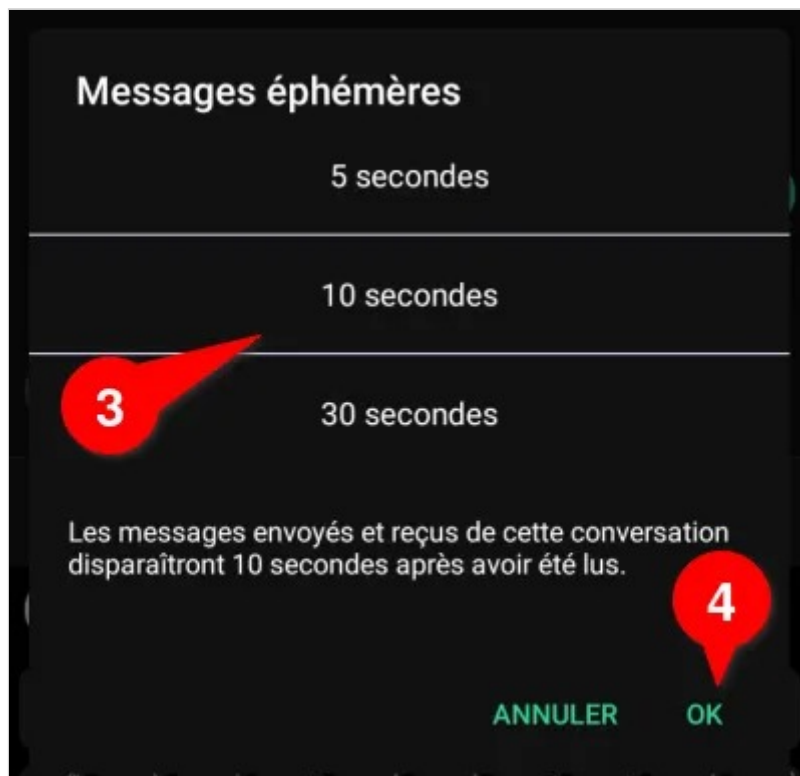 Messages éphémères
5 secondes
10 secondes
3
30 secondes
Les messages envoyés et reçus de cette conversation
disparaîtront 10 secondes après avoir été lus.
4
ANNULER OK